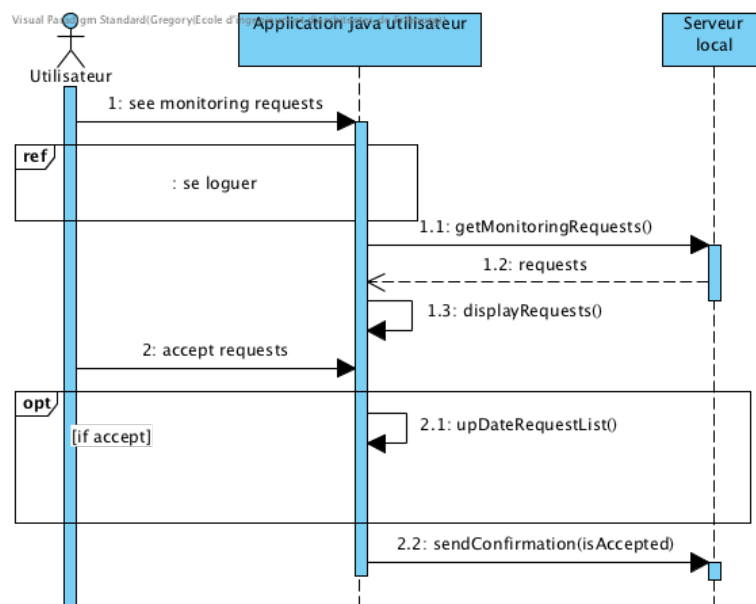 Visual Paradigm Standard(Gregory(Ecole
Application Java utilisateur
Serveur
local
Utilisateur
1: see monitoring requests
ref
: se loguer
1.1: getMonitoringRequests()
1.2: requests
1.3: displayRequests()
2: accept requests
opt
[if accept]
2.1: upDateRequestList()
2.2: sendConfirmation(isAccepted)